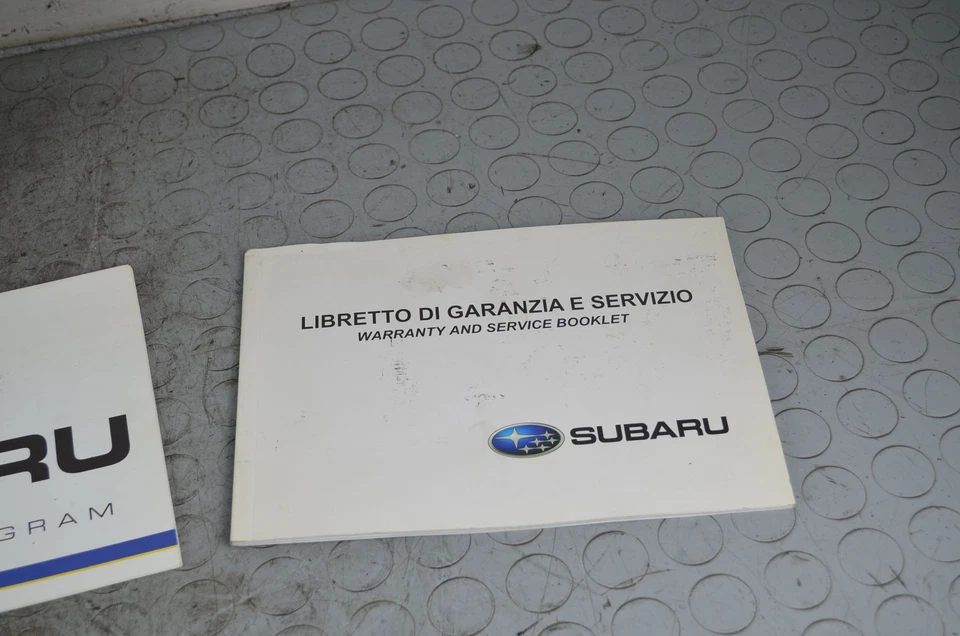 LIBRETTO DI GARANZIA E SERVIZIO
WARRANTY AND SERVICE BOOKLET
SUBARU
RU
GRAM